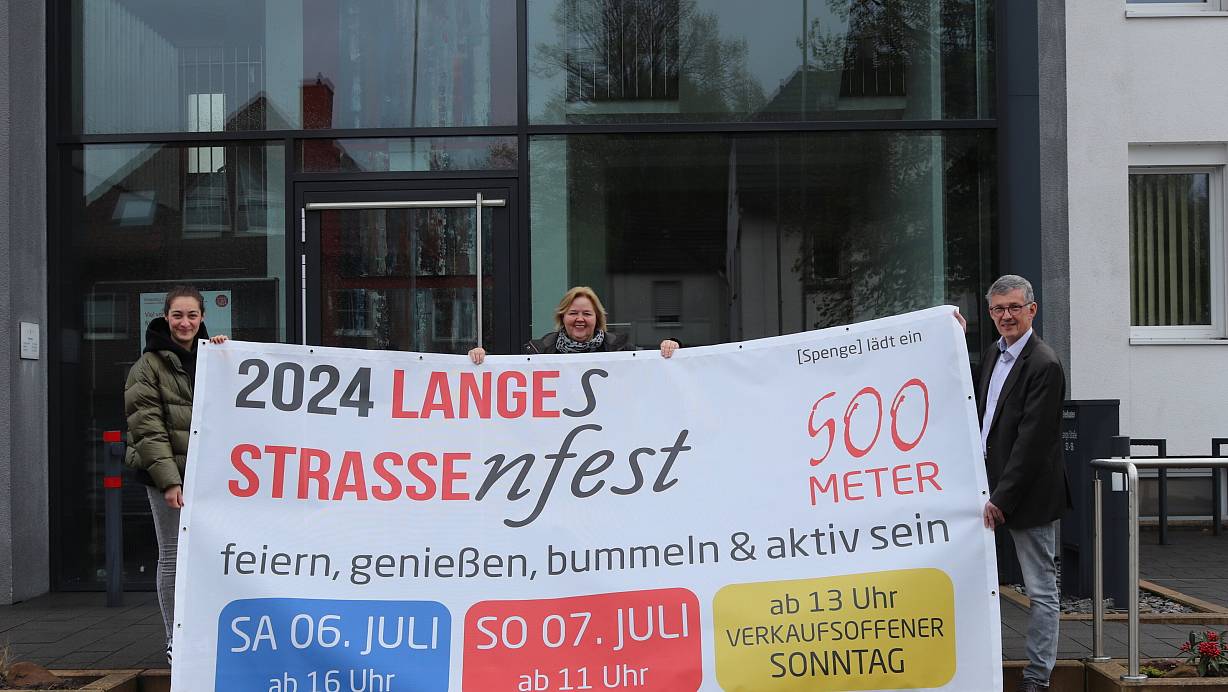 2024 LANGES
STRASSENfest
[Spenge] lädt ein
500
METER
feiern, genießen, bummeln & aktiv sein
SA 06. JULI
ab 16 Uhr
SO 07. JULI
ab 11 Uhr
ab 13 Uhr
VERKAUFSOFFENER
SONNTAG